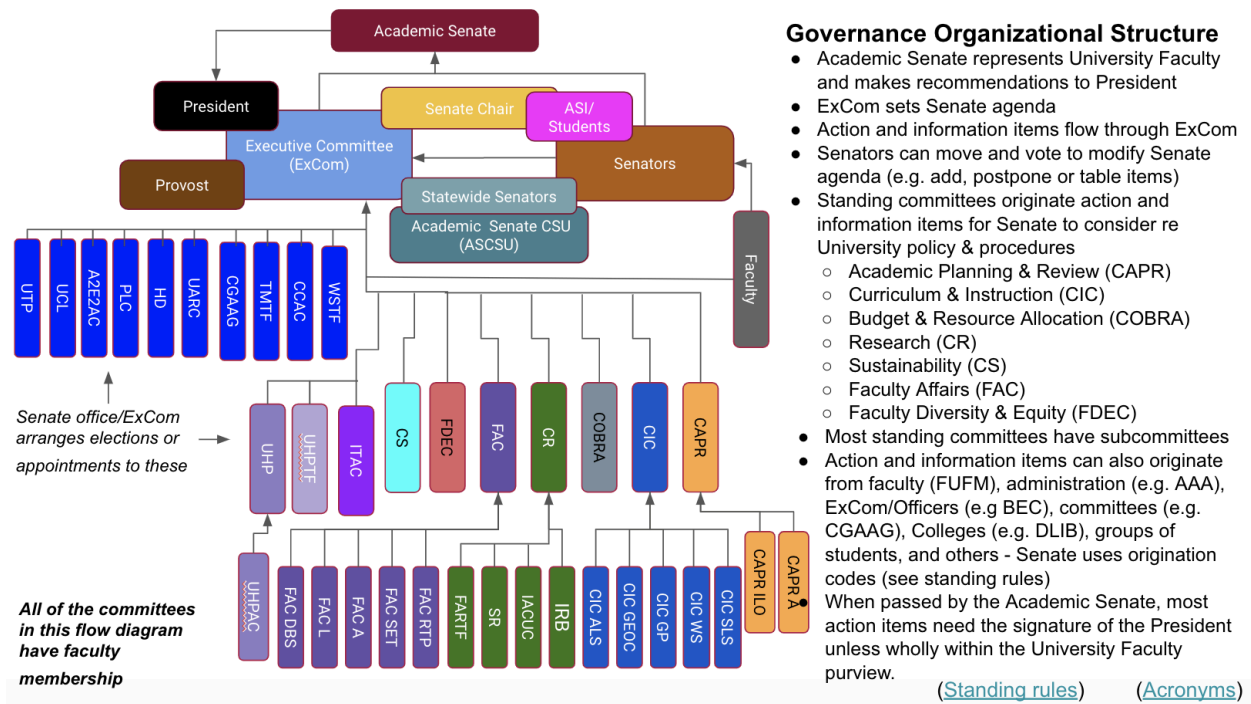 Academic Senate
President
Senate Chair
ASI/
Students
Executive Committee
(ExCom)
Senators
Provost
Statewide Senators
Academic Senate CSU
(ASCSU)
Faculty
UTP
UCL
A2E2AC
PLC
HD
UARC
CGAAG
TMTF
CCAC
WSTF
Senate office/ExCom
arranges elections or
appointments to these
UHP
UHPTF
ITAC
CS
FDEC
FAC
CR
COBRA
CIC
CAPR
UHPAC
FAC DBS
FAC L
FAC A
FAC SET
FAC RTP
FARTF
SR
IACUC
IRB
CIC ALS
CIC GEOC
CIC GP
CIC WS
CIC SLS
CAPR ILO
CAPR A
All of the committees
in this flow diagram
have faculty
membership
Governance Organizational Structure
● Academic Senate represents University Faculty
and makes recommendations to President
● ExCom sets Senate agenda
● Action and information items flow through ExCom
● Senators can move and vote to modify Senate
agenda (e.g. add, postpone or table items)
● Standing committees originate action and
information items for Senate to consider re
University policy & procedures
○ Academic Planning & Review (CAPR)
○ Curriculum & Instruction (CIC)
○ Budget & Resource Allocation (COBRA)
○ Research (CR)
○ Sustainability (CS)
○ Faculty Affairs (FAC)
○ Faculty Diversity & Equity (FDEC)
● Most standing committees have subcommittees
● Action and information items can also originate
from faculty (FUFM), administration (e.g. AAA),
ExCom/Officers (e.g BEC), committees (e.g.
CGAAG), Colleges (e.g. DLIB), groups of
students, and others - Senate uses origination
codes (see standing rules)
● When passed by the Academic Senate, most
action items need the signature of the President
unless wholly within the University Faculty
purview.
(Standing rules) (Acronyms)